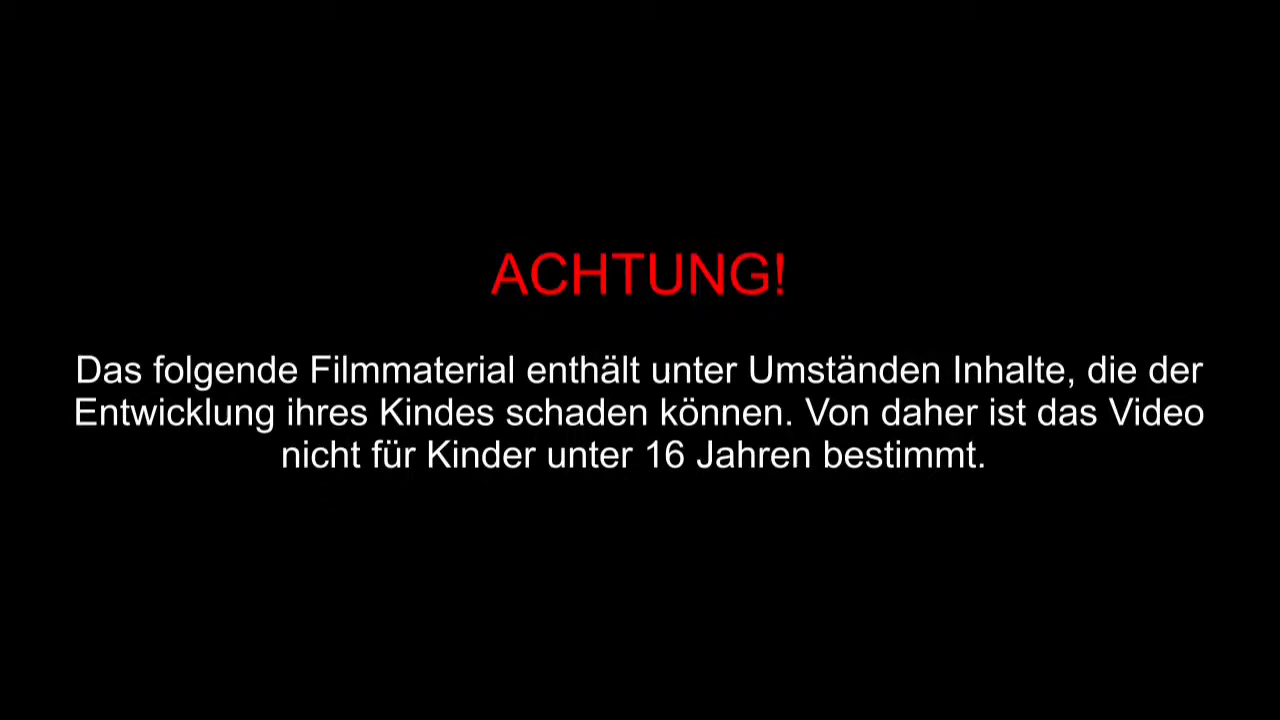 ACHTUNG!
Das folgende Filmmaterial enthält unter Umständen Inhalte, die der
Entwicklung ihres Kindes schaden können. Von daher ist das Video
nicht für Kinder unter 16 Jahren bestimmt.